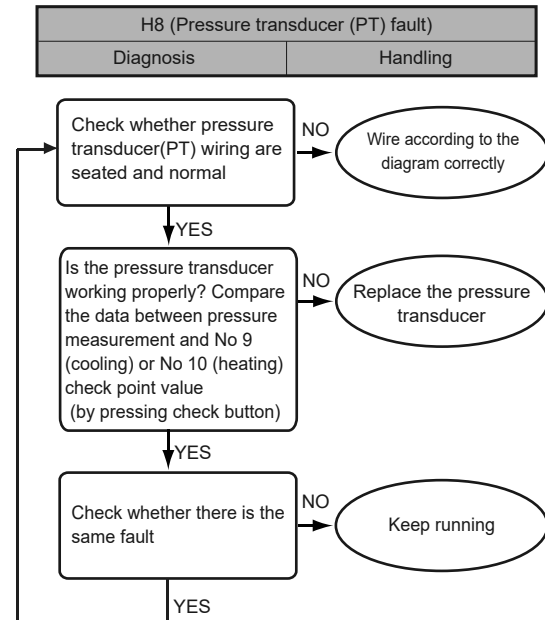 H8 (Pressure transducer (PT) fault)
Diagnosis
Handling
Check whether pressure
transducer(PT) wiring are
seated and normal
NO
Wire according to the
diagram correctly
YES
Is the pressure transducer
working properly? Compare
the data between pressure
measurement and No 9
(cooling) or No 10 (heating)
check point value
(by pressing check button)
NO
Replace the pressure
transducer
YES
Check whether there is the
same fault
NO
Keep running
YES